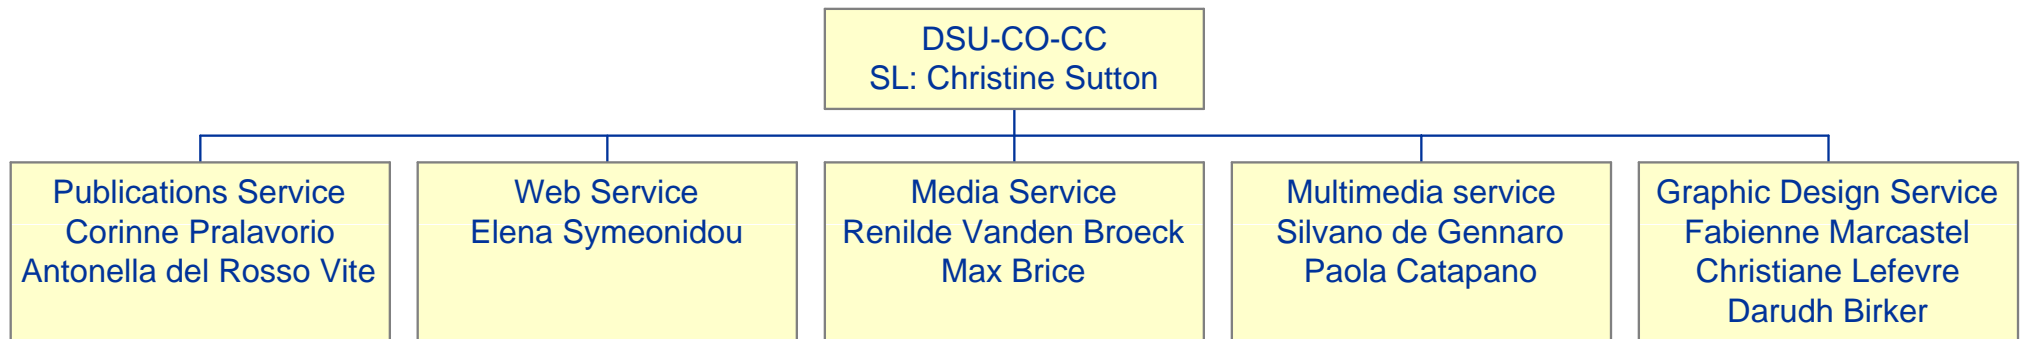 DSU-CO-CC
SL: Christine Sutton
Publications Service
Corinne Pralavorio
Antonella del Rosso Vite
Web Service
Elena Symeonidou
Media Service
Renilde Vanden Broeck
Max Brice
Multimedia service
Silvano de Gennaro
Paola Catapano
Graphic Design Service
Fabienne Marcastel
Christiane Lefevre
Darudh Birker